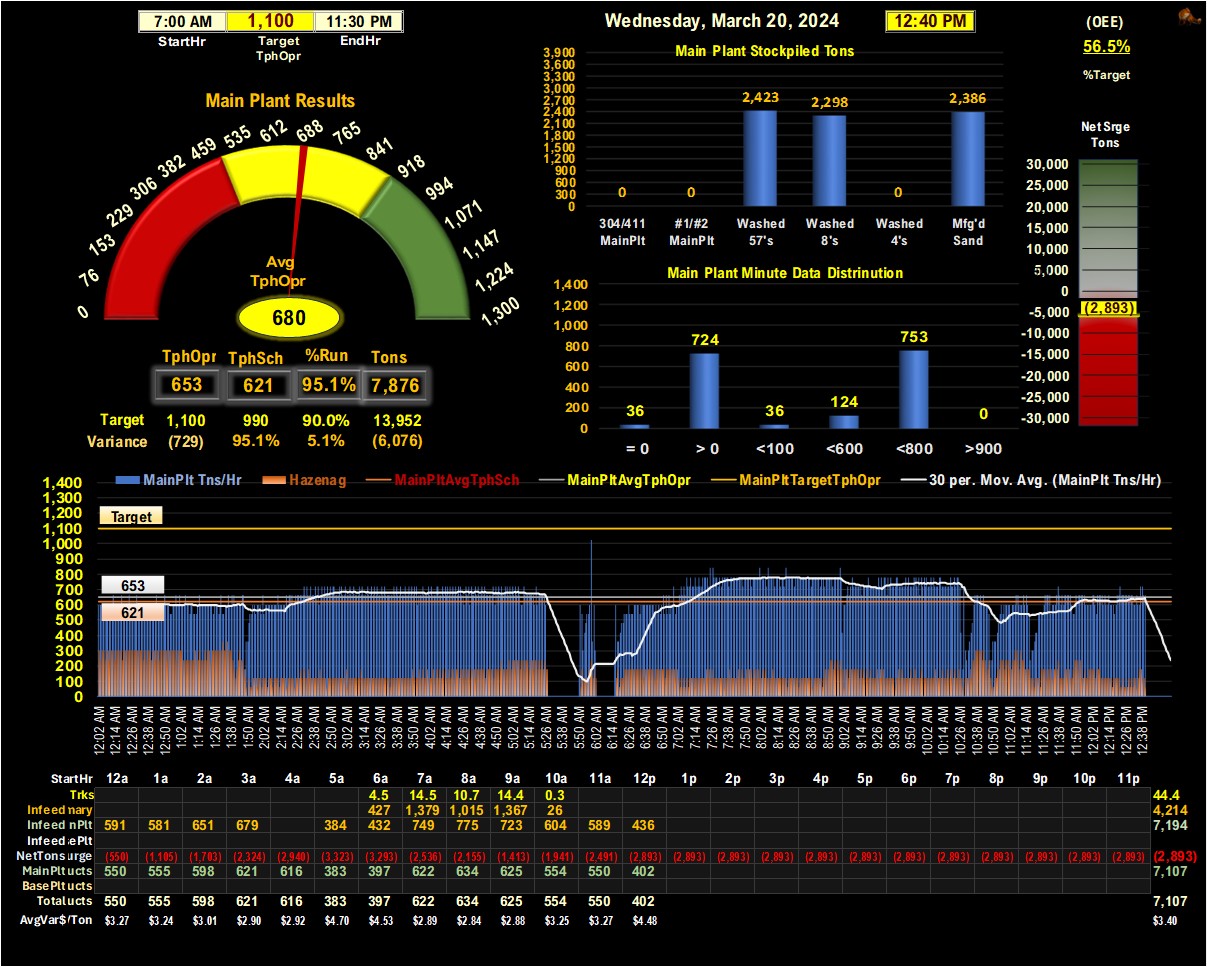 7:00 AM 1,100 11:30 PM
StartHr Target TphOpr EndHr
Wednesday, March 20, 2024 12:40 PM
(OEE)
56.5%
%Target
Main Plant Results
0 76 153 229 306 382 459 535 612 688 765 841 918 994 1,071 1,147 1,224 1,300
Avg
TphOpr
680
TphOpr TphSch %Run Tons
653 621 95.1% 7,876
Target 1,100 990 90.0% 13,952
Variance (729) 95.1% 5.1% (6,076)
Main Plant Stockpiled Tons
3,900
3,600
3,300
3,000
2,700
2,400
2,100
1,800
1,500
1,200
900
600
300
0
0 0 2,423 2,298 0 2,386
304/411 #1/#2 Washed Washed Washed Mfg'd
MainPlt MainPlt 57's 8's 4's Sand
Main Plant Minute Data Distrinution
1,400
1,200
1,000
800
600
400
200
0
36 724 36 124 753 0
= 0 > 0 <100 <600 <800 >900
Net Srge
Tons
30,000
25,000
20,000
15,000
10,000
5,000
0
-5,000
-10,000
-15,000
-20,000
-25,000
-30,000
(2,893)
MainPlt Tns/Hr Hazenag MainPltAvgTphSch MainPltAvgTphOpr MainPltTargetTphOpr 30 per. Mov. Avg. (MainPlt Tns/Hr)
1,400
1,300
1,200
1,100
1,000
900
800
700
600
500
400
300
200
100
0
Target
653
621
12:02 AM 12:14 AM 12:26 AM 12:38 AM 12:50 AM 1:02 AM 1:14 AM 1:26 AM 1:38 AM 1:50 AM 2:02 AM 2:14 AM 2:26 AM 2:38 AM 2:50 AM 3:02 AM 3:14 AM 3:26 AM 3:38 AM 3:50 AM 4:02 AM 4:14 AM 4:26 AM 4:38 AM 4:50 AM 5:02 AM 5:14 AM 5:26 AM 5:38 AM 5:50 AM 6:02 AM 6:14 AM 6:26 AM 6:38 AM 6:50 AM 7:02 AM 7:14 AM 7:26 AM 7:38 AM 7:50 AM 8:02 AM 8:14 AM 8:26 AM 8:38 AM 8:50 AM 9:02 AM 9:14 AM 9:26 AM 9:38 AM 9:50 AM 10:02 AM 10:14 AM 10:26 AM 10:38 AM 10:50 AM 11:02 AM 11:14 AM 11:26 AM 11:38 AM 11:50 AM 12:02 PM 12:14 PM 12:26 PM 12:38 PM
StartHr 12a 1a 2a 3a 4a 5a 6a 7a 8a 9a 10a 11a 12p 1p 2p 3p 4p 5p 6p 7p 8p 9p 10p 11p
Trks 4.5 14.5 10.7 14.4 0.3 44.4
Infeed nary 427 1,379 1,015 1,367 26 4,214
Infeed nPlt 591 581 651 679 384 432 749 775 723 604 589 436 7,194
Infeed ePlt
NetTons urge (550) (1,105) (1,703) (2,324) (2,940) (3,323) (3,293) (2,536) (2,155) (1,413) (1,941) (2,491) (2,893) (2,893) (2,893) (2,893) (2,893) (2,893) (2,893) (2,893) (2,893) (2,893) (2,893) (2,893) (2,893)
MainPlt ucts 550 555 598 621 616 383 397 622 634 625 554 550 402 7,107
BasePlt ucts
Total ucts 550 555 598 621 616 383 397 622 634 625 554 550 402 7,107
AvgVar$/Ton $3.27 $3.24 $3.01 $2.90 $2.92 $4.70 $4.53 $2.89 $2.84 $2.88 $3.25 $3.27 $4.48 $3.40